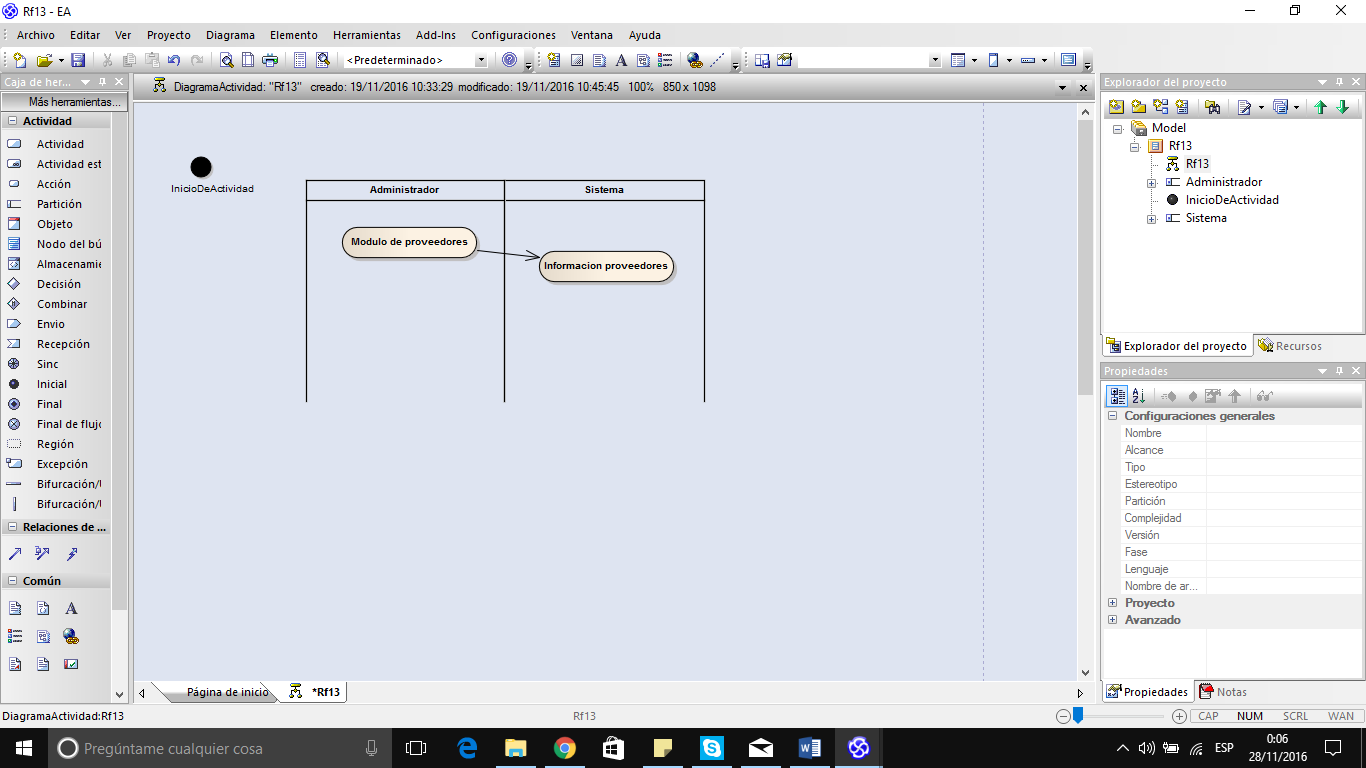 Rf13 - EA
Archivo Editar Ver Proyecto Diagrama Elemento Herramientas Add-Ins Configuraciones Ventana Ayuda
<Predeterminado>
Caja de her...
Más herramientas...
Actividad
Actividad
Actividad est
Acción
Partición
Objeto
Nodo del bú
Almacenamie
Decisión
Combinar
Envio
Recepción
Sinc
Inicial
Final
Final de flujo
Región
Excepción
Bifurcación/U
Bifurcación/U
Relaciones de ...
Común
DiagramaActividad: "Rf13" creado: 19/11/2016 10:33:29 modificado: 19/11/2016 10:45:45 100% 850 x 1098
InicioDeActividad
Administrador
Sistema
Modulo de proveedores
Informacion proveedores
Página de inicio
*Rf13
Explorador del proyecto
Model
Rf13
Rf13
Administrador
InicioDeActividad
Sistema
Explorador del proyecto
Recursos
Propiedades
Configuraciones generales
Nombre
Alcance
Tipo
Estereotipo
Partición
Complejidad
Versión
Fase
Lenguaje
Nombre de ar...
Proyecto
Avanzado
Propiedades
Notas
DiagramaActividad:Rf13
Rf13
CAP NUM SCRL WAN
Pregúntame cualquier cosa
ESP
0:06
28/11/2016